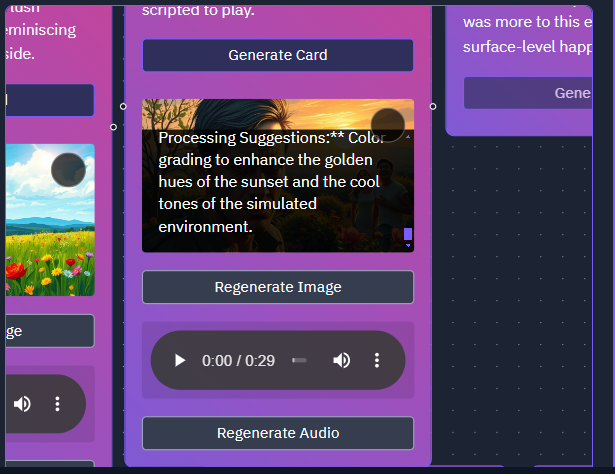 lush
eminiscing
side.
ge
scripted to play.
Generate Card
Processing Suggestions:** Color
grading to enhance the golden
hues of the sunset and the cool
tones of the simulated
environment.
Regenerate Image
0:00 / 0:29
Regenerate Audio
was more to this e
surface-level happ
Gene